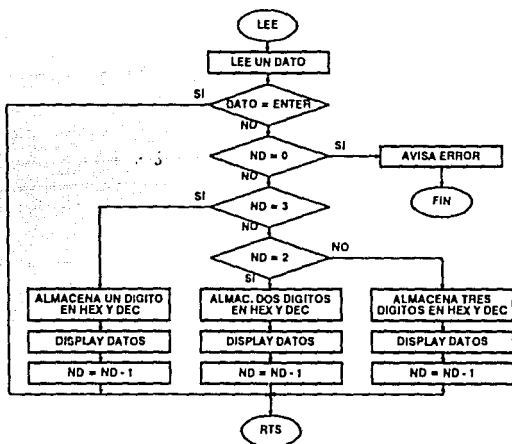 LEE
LEE UN DATO
SI
DATO = ENTER
NO
ND = 0
SI
AVISA ERROR
NO
FIN
SI
ND = 3
NO
ND = 2
NO
SI
ALMACENA UN DIGITO
EN HEX Y DEC
ALMAC. DOS DIGITOS
EN HEX Y DEC
ALMACENA TRES
DIGITOS EN HEX Y DEC
DISPLAY DATOS
DISPLAY DATOS
DISPLAY DATOS
ND = ND - 1
ND = ND - 1
ND = ND - 1
RTS